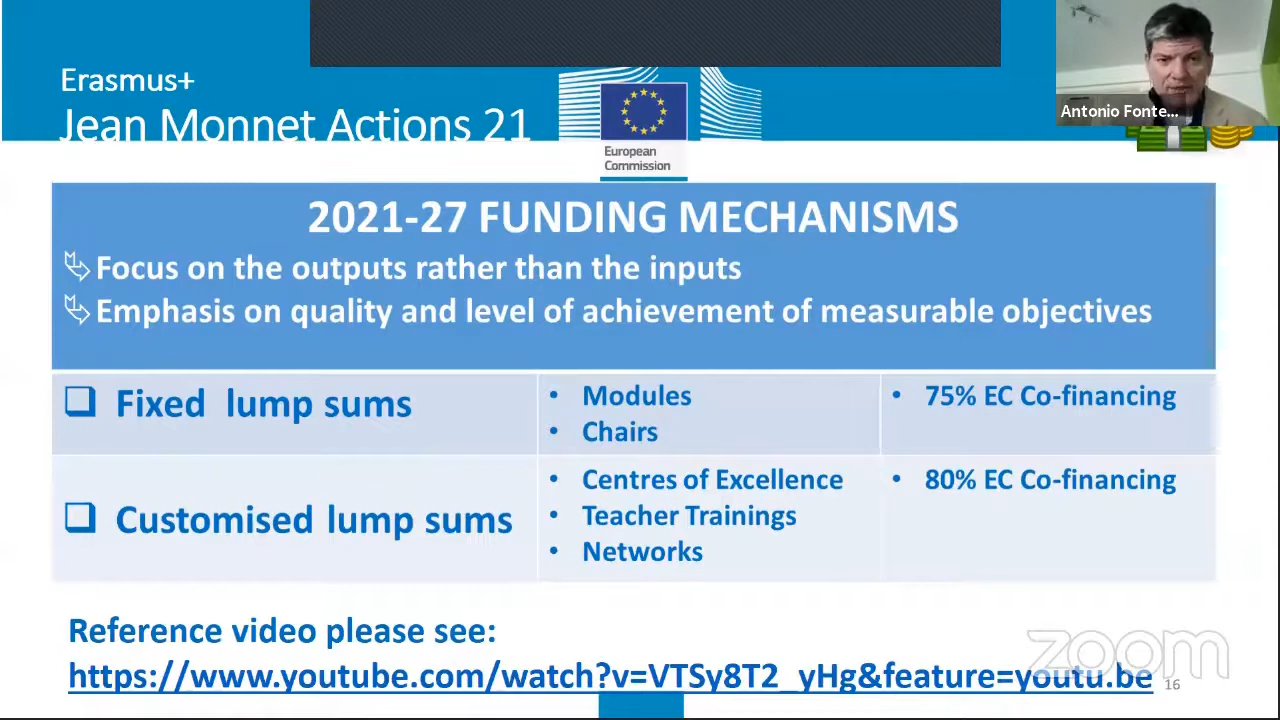 Erasmus+
Jean Monnet Actions 21
European
Commission
Antonio Fonte...
2021-27 FUNDING MECHANISMS
Focus on the outputs rather than the inputs
Emphasis on quality and level of achievement of measurable objectives
Fixed lump sums
• Modules
• Chairs
• 75% EC Co-financing
Customised lump sums
• Centres of Excellence
• Teacher Trainings
• Networks
• 80% EC Co-financing
Reference video please see:
https://www.youtube.com/watch?v=VTSy8T2_yHg&feature=youtu.be
zoom
16